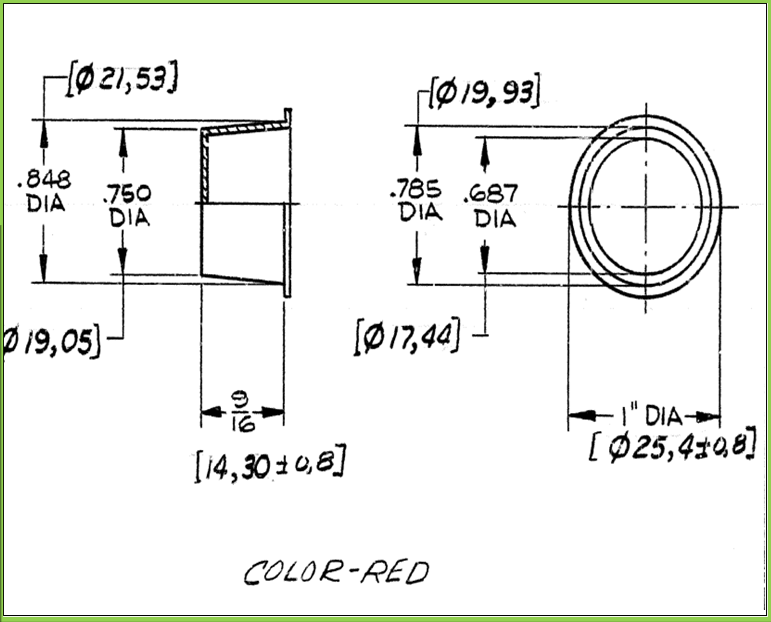 [Ø21,53]
[Ø19,93]
.848
DIA
.750
DIA
.785
DIA
.687
DIA
Ø19,05]
[Ø17,44]
9
16
1" DIA
[14,30±0,8]
[Ø25,4±0,8]
COLOR-RED